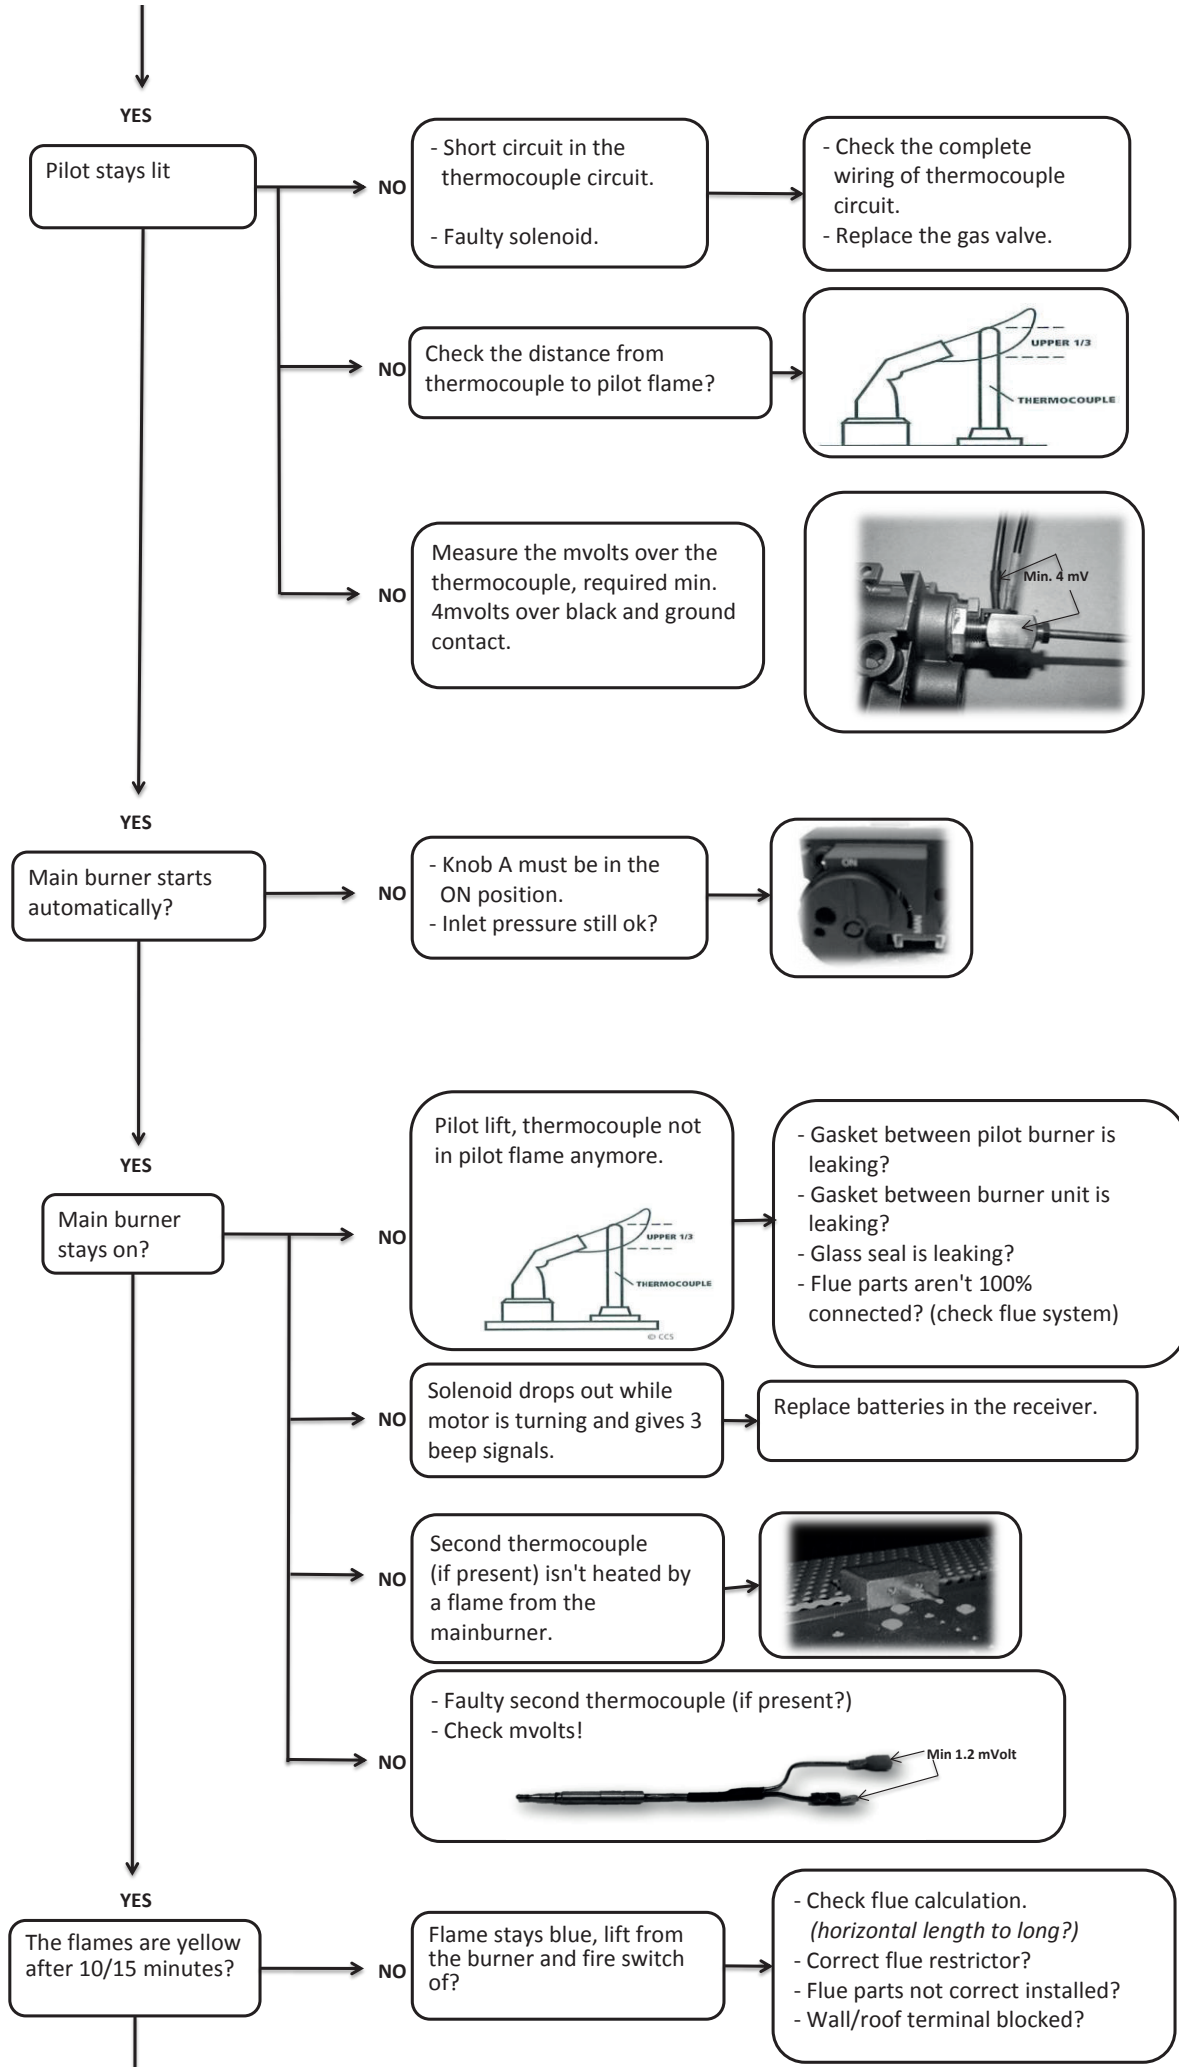 YES
Pilot stays lit
NO
- Short circuit in the
thermocouple circuit.
- Faulty solenoid.
- Check the complete
wiring of thermocouple
circuit.
- Replace the gas valve.
NO
Check the distance from
thermocouple to pilot flame?
UPPER 1/3
THERMOCOUPLE
NO
Measure the mvolts over the
thermocouple, required min.
4mvolts over black and ground
contact.
Min. 4 mV
YES
Main burner starts
automatically?
NO
- Knob A must be in the
ON position.
- Inlet pressure still ok?
ON
MAN
YES
Main burner
stays on?
NO
Pilot lift, thermocouple not
in pilot flame anymore.
UPPER 1/3
THERMOCOUPLE
© CCS
- Gasket between pilot burner is
leaking?
- Gasket between burner unit is
leaking?
- Glass seal is leaking?
- Flue parts aren't 100%
connected? (check flue system)
NO
Solenoid drops out while
motor is turning and gives 3
beep signals.
Replace batteries in the receiver.
NO
Second thermocouple
(if present) isn't heated by
a flame from the
mainburner.
NO
- Faulty second thermocouple (if present?)
- Check mvolts!
Min 1.2 mVolt
YES
The flames are yellow
after 10/15 minutes?
NO
Flame stays blue, lift from
the burner and fire switch
of?
- Check flue calculation.
(horizontal length to long?)
- Correct flue restrictor?
- Flue parts not correct installed?
- Wall/roof terminal blocked?